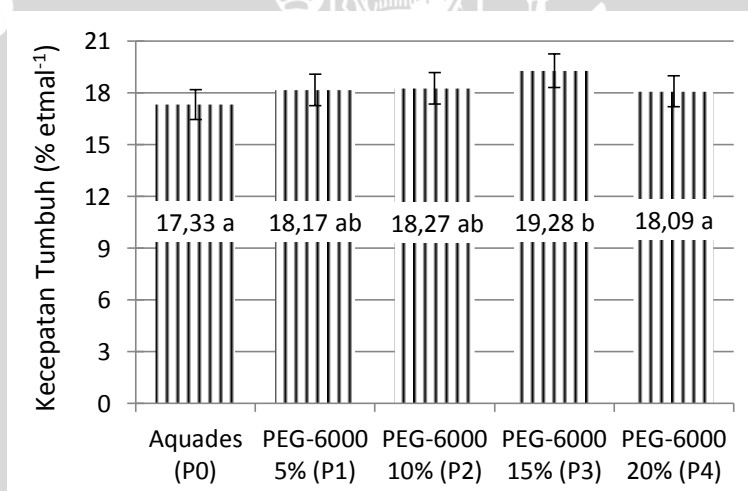 Kecepatan Tumbuh (% etmal⁻¹)
21
18
15
12
9
6
3
0
17,33 a
18,17 ab
18,27 ab
19,28 b
18,09 a
Aquades
(P0)
PEG-6000
5% (P1)
PEG-6000
10% (P2)
PEG-6000
15% (P3)
PEG-6000
20% (P4)